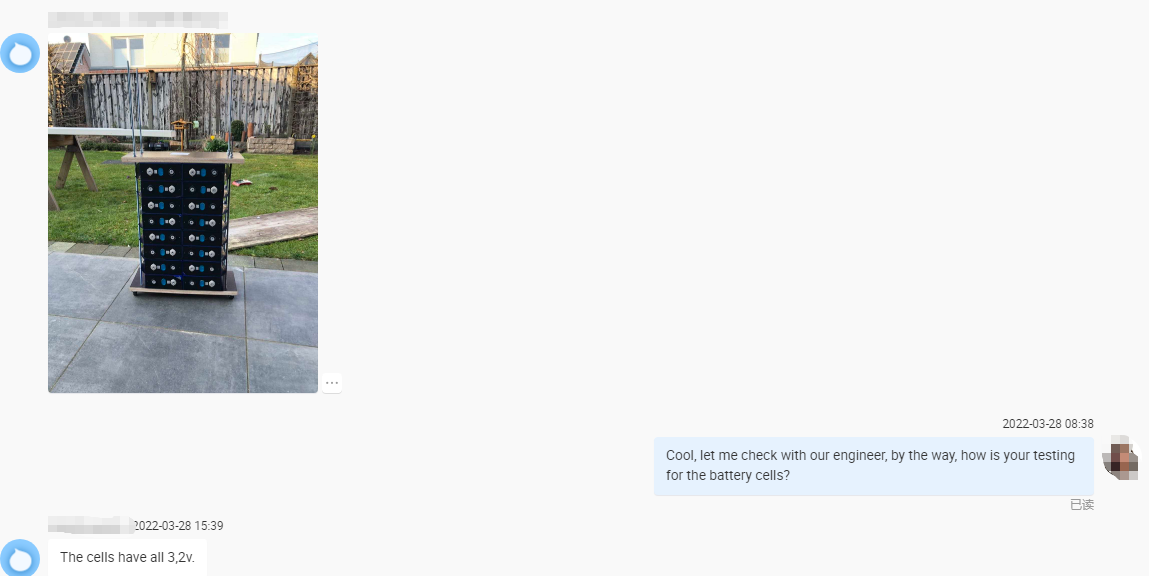 2022-03-28 08:38
Cool, let me check with our engineer, by the way, how is your testing
for the battery cells?
已读
2022-03-28 15:39
The cells have all 3,2v.